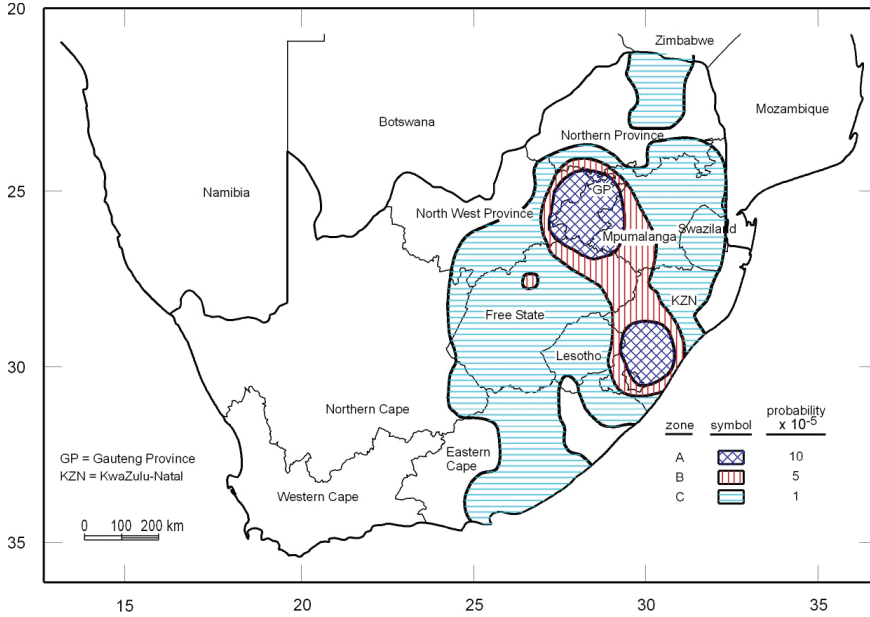 20
Zimbabwe
Mozambique
Botswana
Northern Province
25
Namibia
GP
North West Province
Swaziland
Mpumalanga
KZN
Free State
Lesotho
30
Northern Cape
probability
x 10-5
zone symbol
Eastern
Cape
GP = Gauteng Province
KZN = KwaZulu-Natal
A 10
B 5
C 1
Western Cape
0 100 200 km
35
15 20 25 30 35